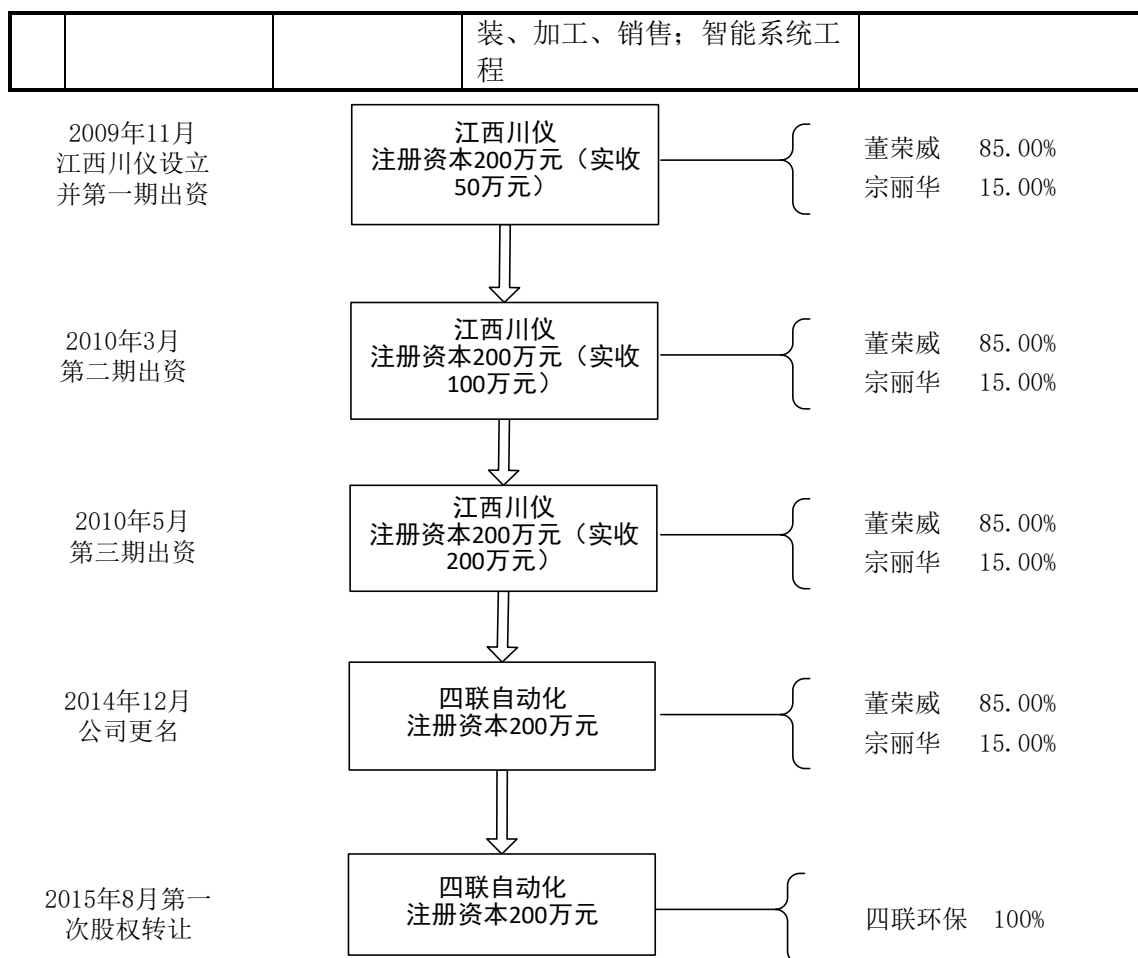 装、加工、销售；智能系统工
程
2009年11月
江西川仪设立
并第一期出资
江西川仪
注册资本200万元（实收
50万元）
董荣威 85.00%
宗丽华 15.00%
2010年3月
第二期出资
江西川仪
注册资本200万元（实收
100万元）
董荣威 85.00%
宗丽华 15.00%
2010年5月
第三期出资
江西川仪
注册资本200万元（实收
200万元）
董荣威 85.00%
宗丽华 15.00%
2014年12月
公司更名
四联自动化
注册资本200万元
董荣威 85.00%
宗丽华 15.00%
2015年8月第一
次股权转让
四联自动化
注册资本200万元
四联环保 100%